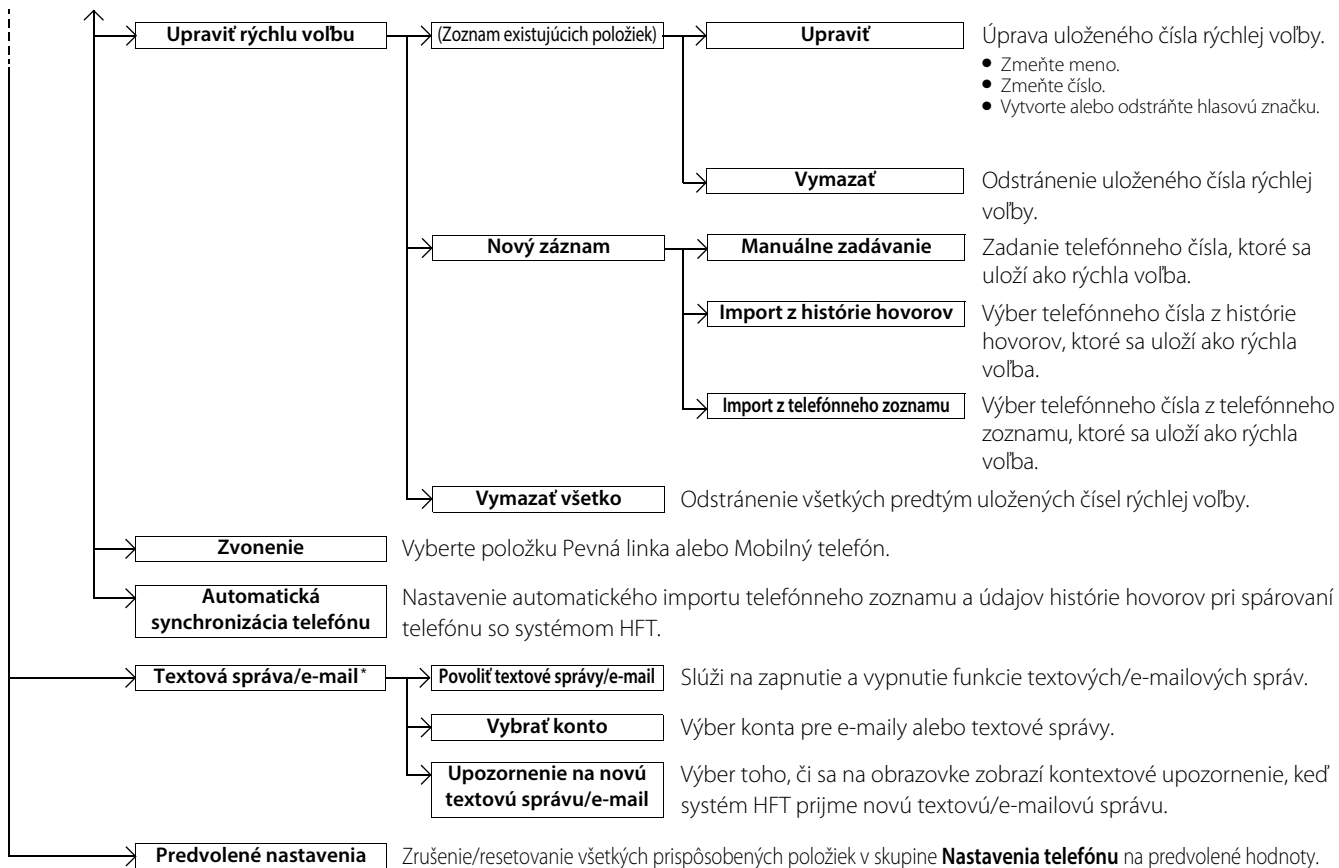 Upraviť rýchlu voľbu
(Zoznam existujúcich položiek)
Upraviť
Úprava uloženého čísla rýchlej voľby.
● Zmeňte meno.
● Zmeňte číslo.
● Vytvorte alebo odstráňte hlasovú značku.
Vymazať
Odstránenie uloženého čísla rýchlej
voľby.
Nový záznam
Manuálne zadávanie
Zadanie telefónneho čísla, ktoré sa
uloží ako rýchla voľba.
Import z histórie hovorov
Výber telefónneho čísla z histórie
hovorov, ktoré sa uloží ako rýchla
voľba.
Import z telefónneho zoznamu
Výber telefónneho čísla z telefónneho
zoznamu, ktoré sa uloží ako rýchla
voľba.
Vymazať všetko
Odstránenie všetkých predtým uložených čísel rýchlej voľby.
Zvonenie
Vyberte položku Pevná linka alebo Mobilný telefón.
Automatická
synchronizácia telefónu
Nastavenie automatického importu telefónneho zoznamu a údajov histórie hovorov pri spárovaní
telefónu so systémom HFT.
Textová správa/e-mail*
Povoliť textové správy/e-mail
Slúži na zapnutie a vypnutie funkcie textových/e-mailových správ.
Vybrať konto
Výber konta pre e-maily alebo textové správy.
Upozornenie na novú
textovú správu/e-mail
Výber toho, či sa na obrazovke zobrazí kontextové upozornenie, keď
systém HFT prijme novú textovú/e-mailovú správu.
Predvolené nastavenia
Zrušenie/resetovanie všetkých prispôsobených položiek v skupine Nastavenia telefónu na predvolené hodnoty.